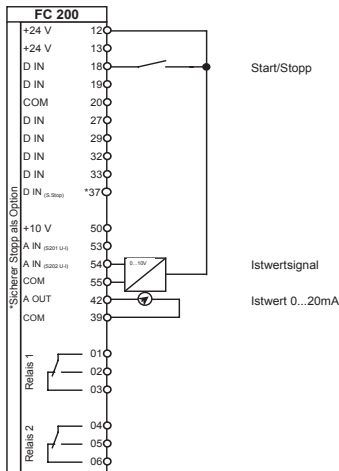 FC 200
+24 V 12
+24 V 13
D IN 18 Start/Stopp
D IN 19
COM 20
D IN 27
D IN 29
D IN 32
D IN 33
D IN (S.Stop) *37
*Sicherer Stopp als Option
+10 V 50
A IN (S201 U-I) 53
A IN (S202 U-I) 54 0...10V Istwertsignal
COM 55
A OUT 42 Istwert 0...20mA
COM 39
Relais 1
01
02
03
Relais 2
04
05
06